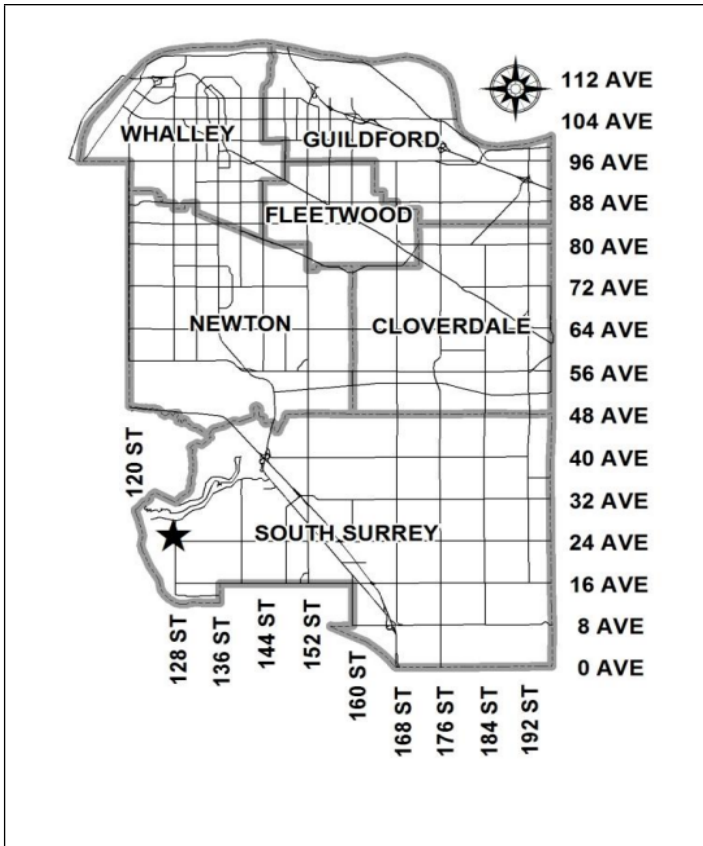 112 AVE
104 AVE
WHALLEY
GUILDFORD
96 AVE
88 AVE
FLEETWOOD
80 AVE
72 AVE
NEWTON
CLOVERDALE
64 AVE
56 AVE
48 AVE
120 ST
40 AVE
32 AVE
SOUTH SURREY
24 AVE
16 AVE
128 ST
136 ST
144 ST
152 ST
8 AVE
160 ST
0 AVE
168 ST
176 ST
184 ST
192 ST